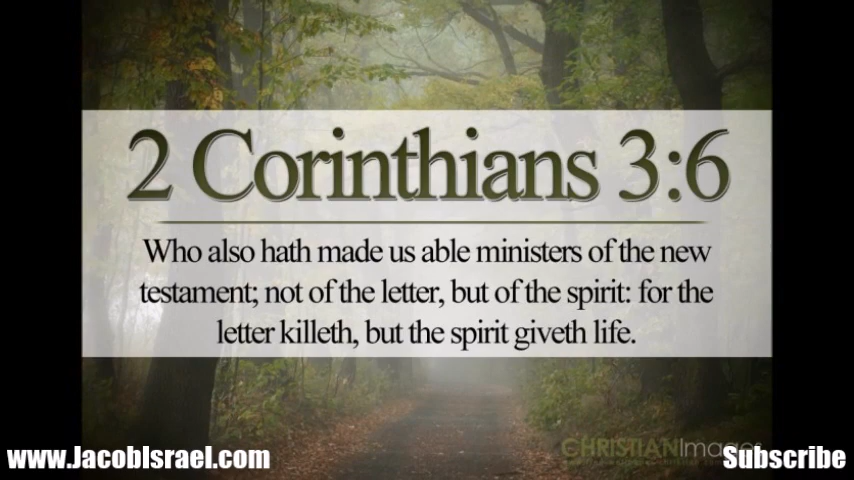 2 Corinthians 3:6
Who also hath made us able ministers of the new
testament; not of the letter, but of the spirit: for the
letter killeth, but the spirit giveth life.
CHRISTIANImages
www.JacobIsrael.com
Subscribe